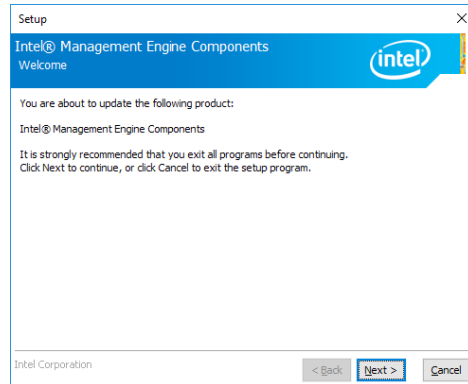 Setup
Intel® Management Engine Components
Welcome
intel
You are about to update the following product:
Intel® Management Engine Components
It is strongly recommended that you exit all programs before continuing.
Click Next to continue, or click Cancel to exit the setup program.
Intel Corporation
< Back
Next >
Cancel